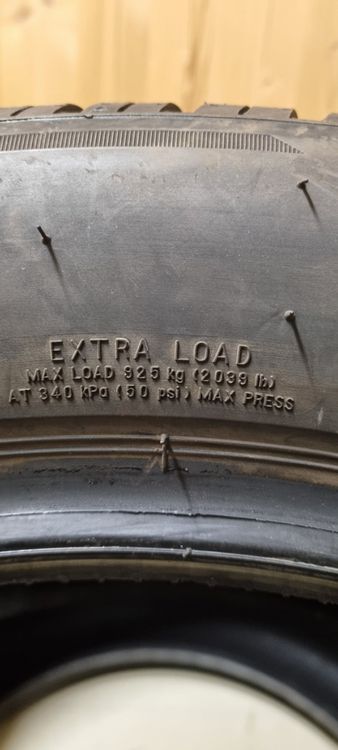 EXTRA LOAD
MAX LOAD 925 kg (2039 lb)
AT 340 kPa (50 psi) MAX PRESS